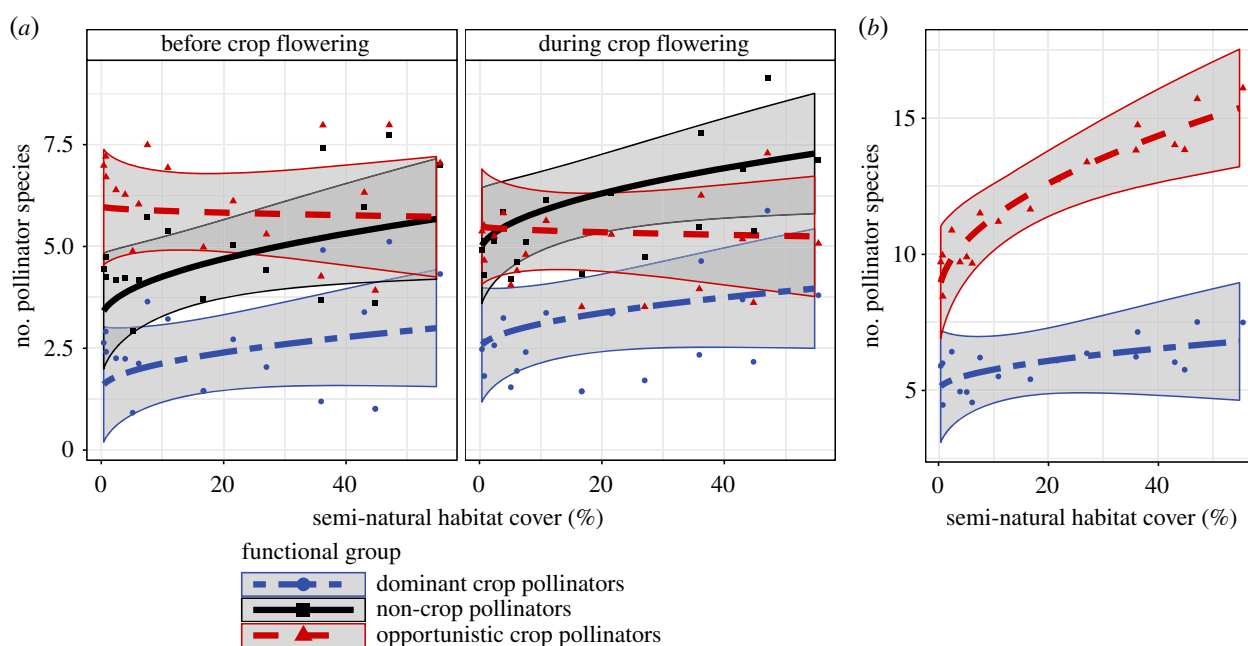 (a)
before crop flowering
during crop flowering
no. pollinator species
7.5
5.0
2.5
0
0
20
40
0
20
40
semi-natural habitat cover (%)
(b)
no. pollinator species
15
10
5
0
20
40
semi-natural habitat cover (%)
functional group
dominant crop pollinators
non-crop pollinators
opportunistic crop pollinators